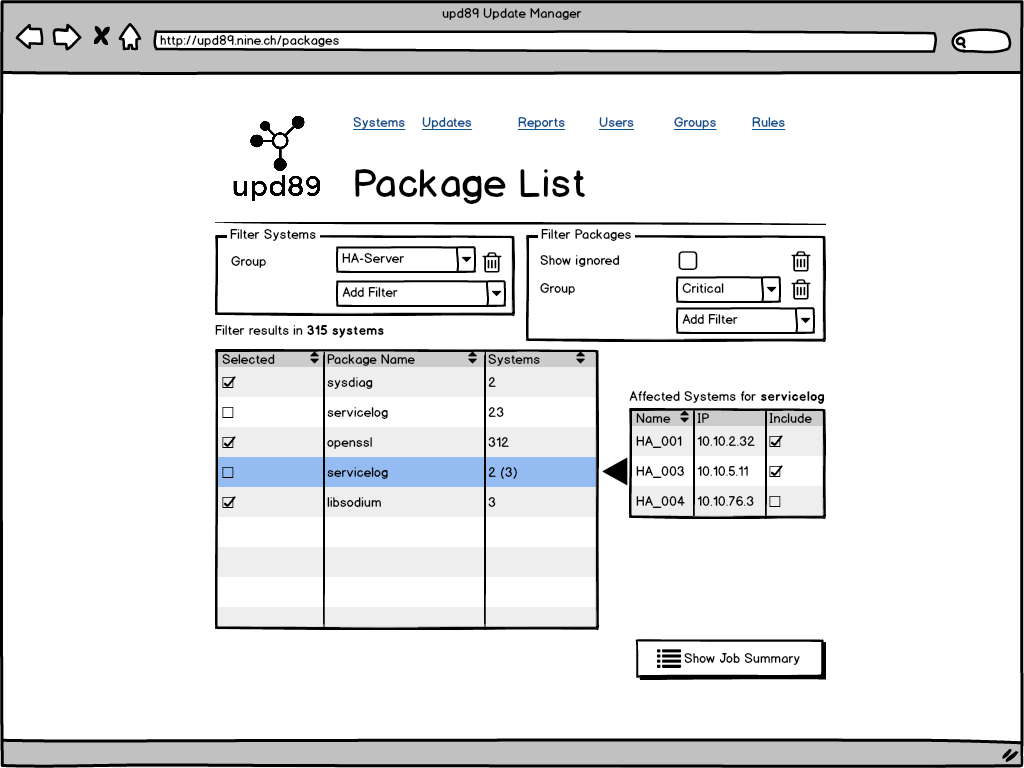 upd89 Update Manager
http://upd89.nine.ch/packages
Systems Updates Reports Users Groups Rules
upd89
Package List
Filter Systems
Group HA-Server
Add Filter
Filter Packages
Show ignored
Group Critical
Add Filter
Filter results in 315 systems
Selected Package Name Systems
sysdiag 2
servicelog 23
openssl 312
servicelog 2 (3)
libsodium 3
Affected Systems for servicelog
Name IP Include
HA_001 10.10.2.32
HA_003 10.10.5.11
HA_004 10.10.76.3
Show Job Summary